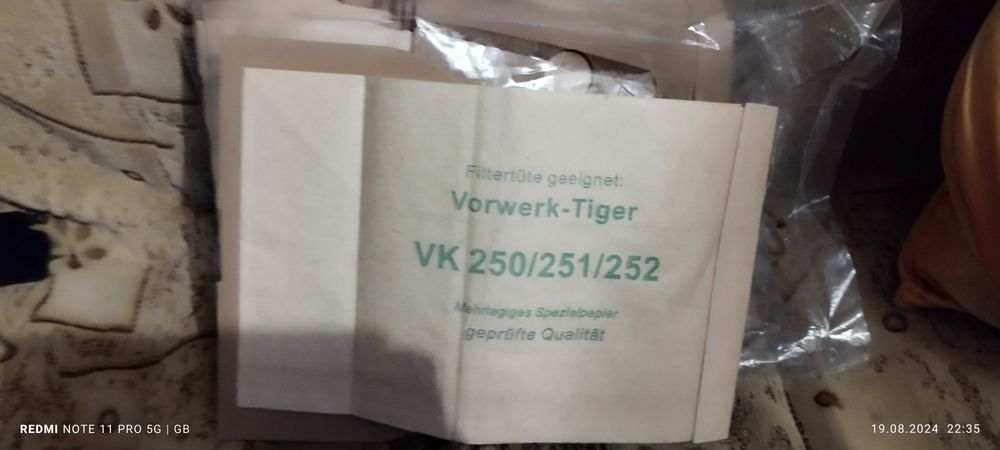 Filtertüte geeignet:
Vorwerk-Tiger
VK 250/251/252
Mehrlagiges Spezialpapier
geprüfte Qualität
REDMI NOTE 11 PRO 5G | GB
19.08.2024 22:35